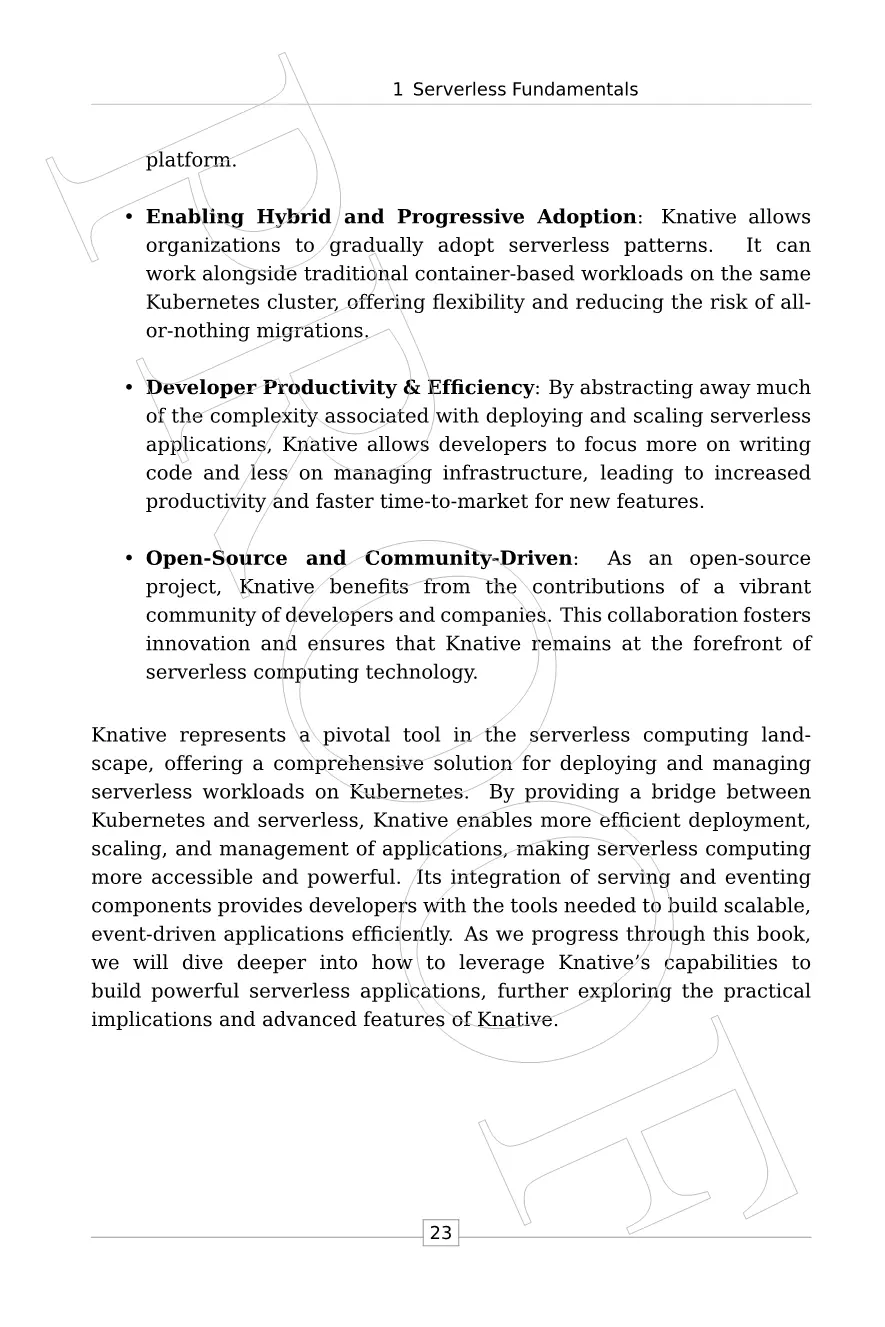 1 Serverless Fundamentals
platform.
• Enabling Hybrid and Progressive Adoption: Knative allows
organizations to gradually adopt serverless patterns. It can
work alongside traditional container-based workloads on the same
Kubernetes cluster, offering flexibility and reducing the risk of all-
or-nothing migrations.
• Developer Productivity & Efficiency: By abstracting away much
of the complexity associated with deploying and scaling serverless
applications, Knative allows developers to focus more on writing
code and less on managing infrastructure, leading to increased
productivity and faster time-to-market for new features.
• Open-Source and Community-Driven: As an open-source
project, Knative benefits from the contributions of a vibrant
community of developers and companies. This collaboration fosters
innovation and ensures that Knative remains at the forefront of
serverless computing technology.
Knative represents a pivotal tool in the serverless computing land-
scape, offering a comprehensive solution for deploying and managing
serverless workloads on Kubernetes. By providing a bridge between
Kubernetes and serverless, Knative enables more efficient deployment,
scaling, and management of applications, making serverless computing
more accessible and powerful. Its integration of serving and eventing
components provides developers with the tools needed to build scalable,
event-driven applications efficiently. As we progress through this book,
we will dive deeper into how to leverage Knative’s capabilities to
build powerful serverless applications, further exploring the practical
implications and advanced features of Knative.
23
PROOF